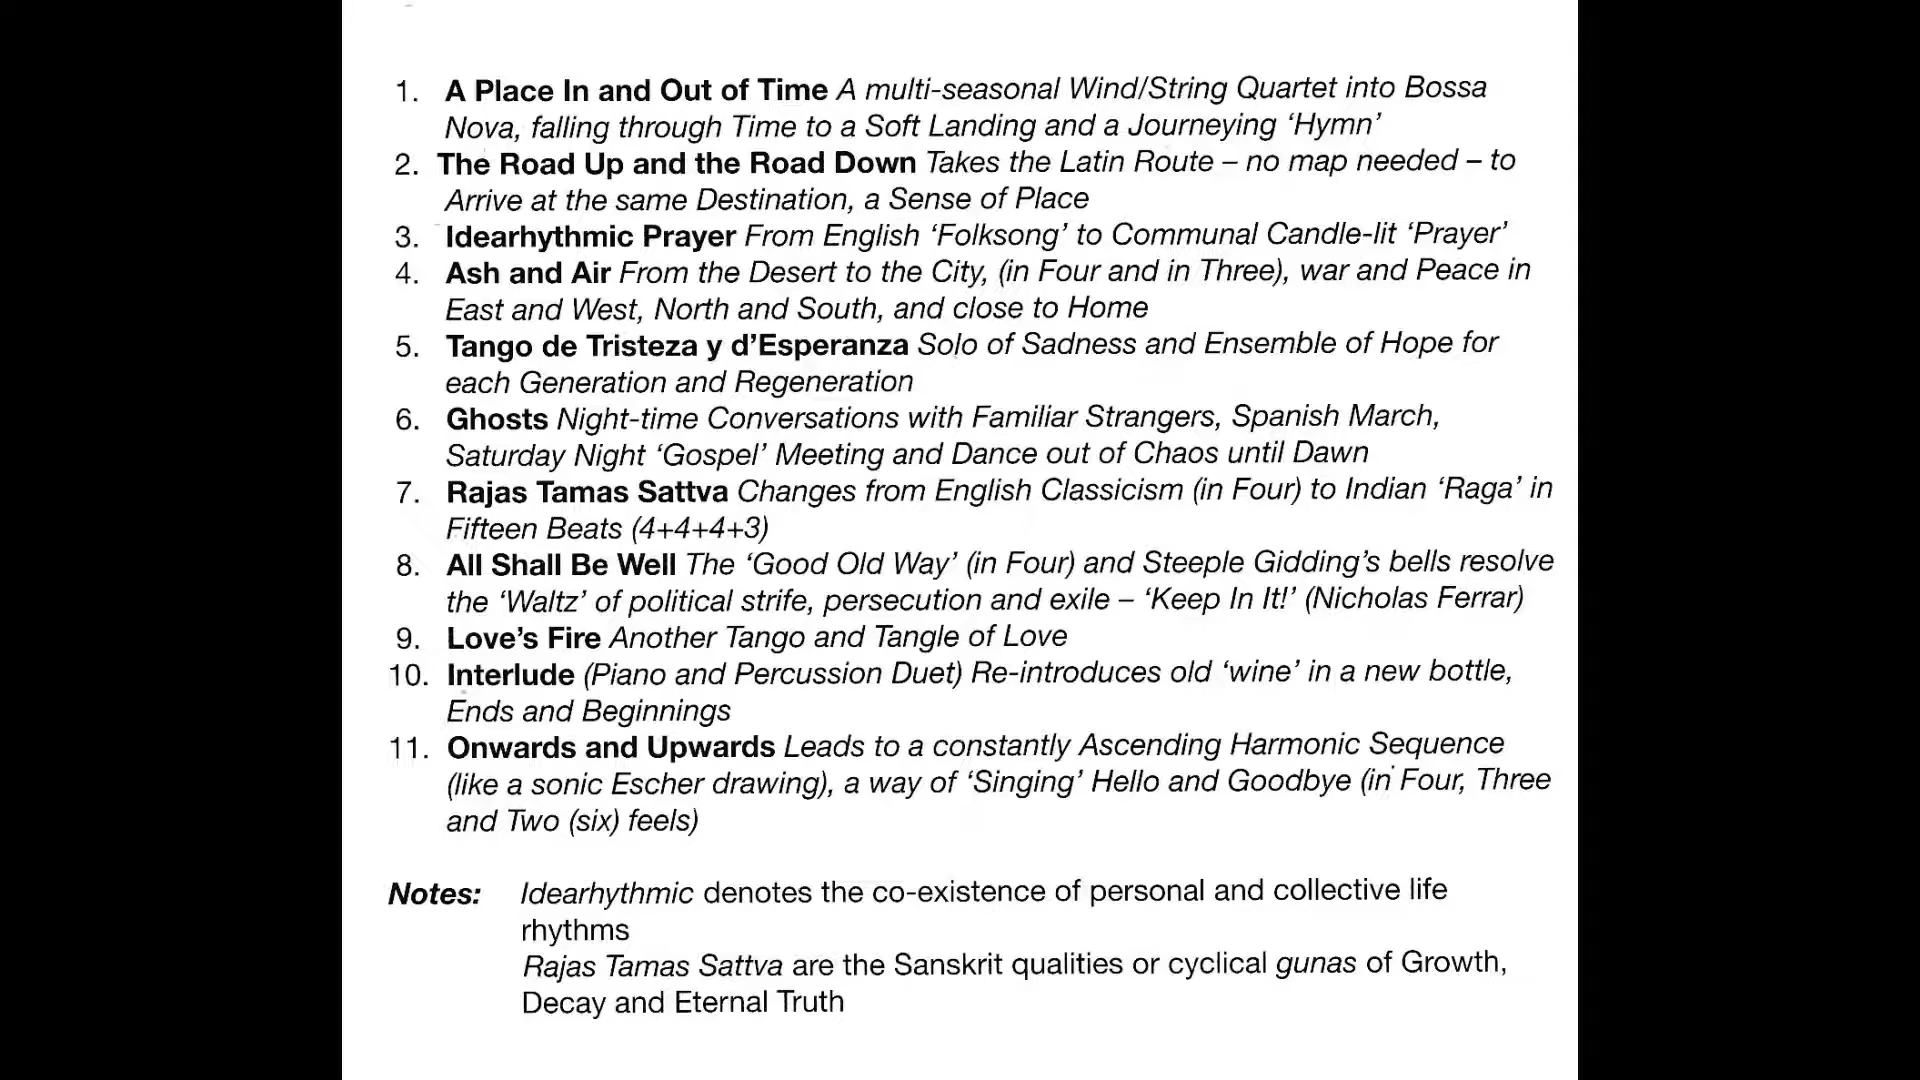 1. A Place In and Out of Time A multi-seasonal Wind/String Quartet into Bossa
Nova, falling through Time to a Soft Landing and a Journeying ‘Hymn’
2. The Road Up and the Road Down Takes the Latin Route – no map needed – to
Arrive at the same Destination, a Sense of Place
3. Idearhythmic Prayer From English ‘Folksong’ to Communal Candle-lit ‘Prayer’
4. Ash and Air From the Desert to the City, (in Four and in Three), war and Peace in
East and West, North and South, and close to Home
5. Tango de Tristeza y d’Esperanza Solo of Sadness and Ensemble of Hope for
each Generation and Regeneration
6. Ghosts Night-time Conversations with Familiar Strangers, Spanish March,
Saturday Night ‘Gospel’ Meeting and Dance out of Chaos until Dawn
7. Rajas Tamas Sattva Changes from English Classicism (in Four) to Indian ‘Raga’ in
Fifteen Beats (4+4+4+3)
8. All Shall Be Well The ‘Good Old Way’ (in Four) and Steeple Gidding’s bells resolve
the ‘Waltz’ of political strife, persecution and exile – ‘Keep In It!’ (Nicholas Ferrar)
9. Love’s Fire Another Tango and Tangle of Love
10. Interlude (Piano and Percussion Duet) Re-introduces old ‘wine’ in a new bottle,
Ends and Beginnings
11. Onwards and Upwards Leads to a constantly Ascending Harmonic Sequence
(like a sonic Escher drawing), a way of ‘Singing’ Hello and Goodbye (in Four, Three
and Two (six) feels)
Notes: Idearhythmic denotes the co-existence of personal and collective life
rhythms
Rajas Tamas Sattva are the Sanskrit qualities or cyclical gunas of Growth,
Decay and Eternal Truth